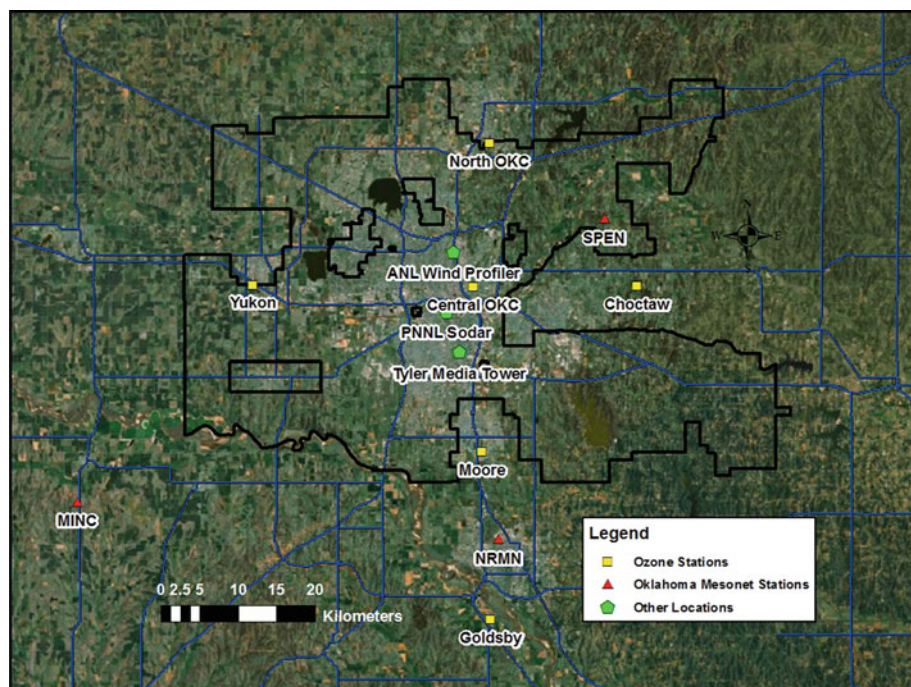 North OKC
SPEN
N
W E
S
ANL Wind Profiler
Yukon
Central OKC
Choctaw
PNNL Sodar
Tyler Media Tower
Moore
MINC
NRMN
Legend
Ozone Stations
Oklahoma Mesonet Stations
Other Locations
0 2.5 5 10 15 20
Kilometers
Goldsby